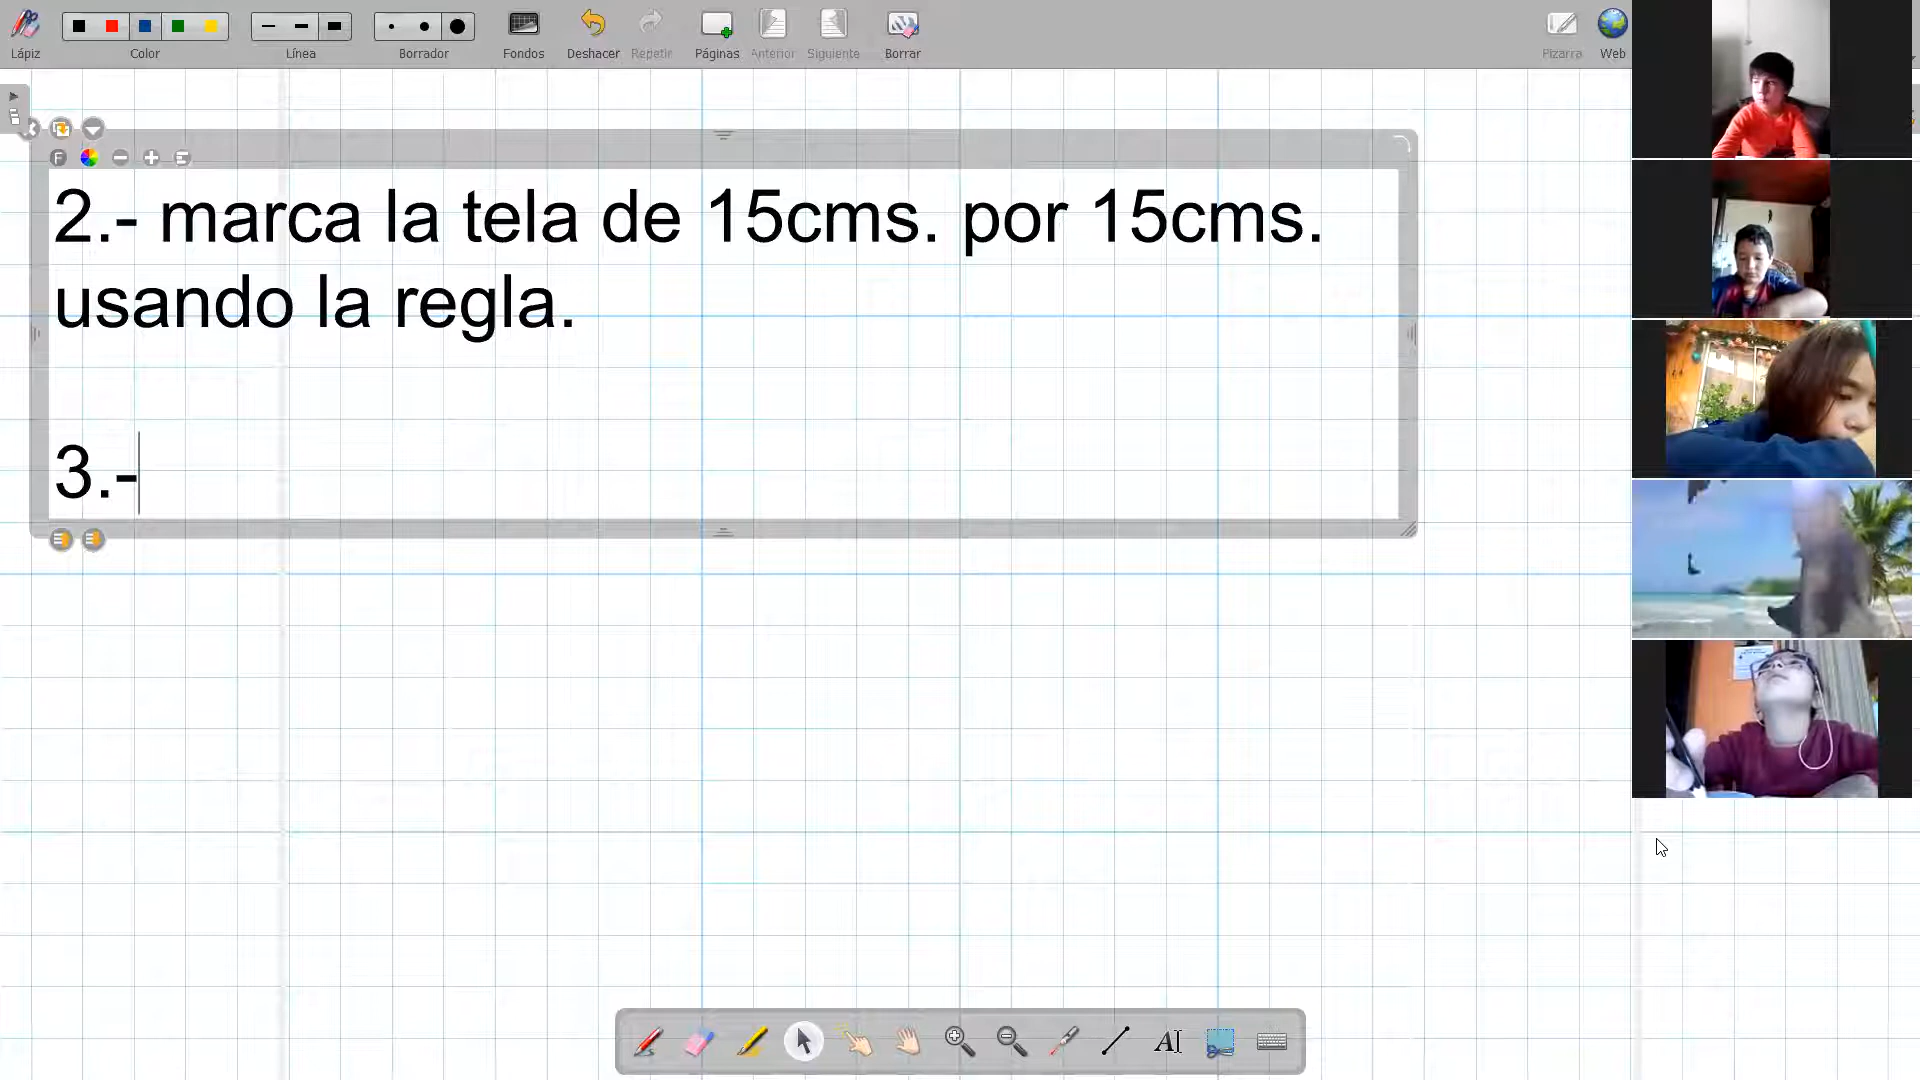 Lápiz
Color
Línea
Borrador
Fondos
Deshacer
Repetir
Páginas
Anterior
Siguiente
Borrar
Pizarra
Web
F
2.- marca la tela de 15cms. por 15cms.
usando la regla.
3.-